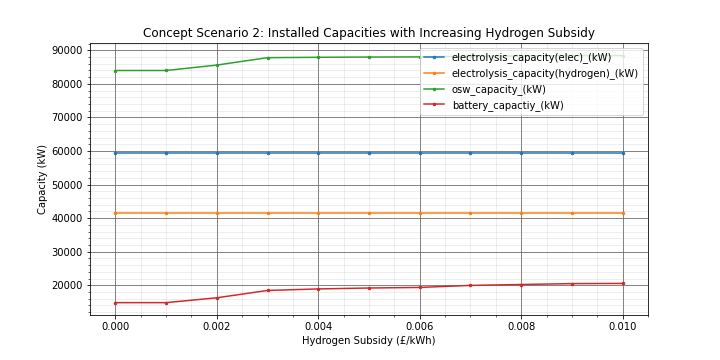 Concept Scenario 2: Installed Capacities with Increasing Hydrogen Subsidy
90000
80000
70000
60000
50000
40000
30000
20000
Capacity (kW)
electrolysis_capacity(elec)_(kW)
electrolysis_capacity(hydrogen)_(kW)
osw_capacity_(kW)
battery_capactiy_(kW)
0.000 0.002 0.004 0.006 0.008 0.010
Hydrogen Subsidy (£/kWh)